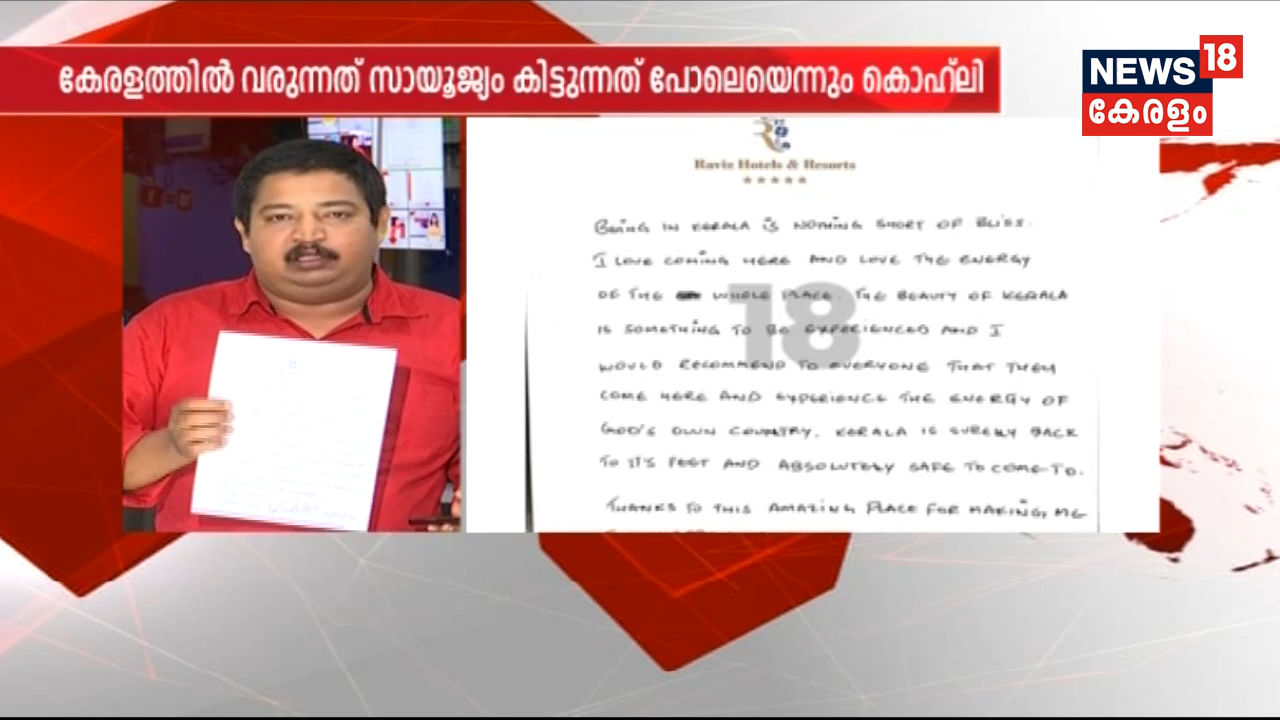 കേരളത്തിൽ വരുന്നത് സായൂജ്യം കിട്ടുന്നത് പോലെയെന്നും കൊഹ്‌ലി
NEWS 18
കേരളം
Raviz Hotels & Resorts
BEING IN KERALA IS NOTHING SHORT OF BLISS.
I LOVE COMING HERE AND LOVE THE ENERGY
OF THE WHOLE PLACE. THE BEAUTY OF KERALA
IS SOMETHING TO BE EXPERIENCED AND I
WOULD RECOMMEND TO EVERYONE THAT THEY
COME HERE AND EXPERIENCE THE ENERGY OF
GOD'S OWN COUNTRY. KERALA IS SURELY BACK
TO IT'S FEET AND ABSOLUTELY SAFE TO COME TO.
THANKS TO THIS AMAZING PLACE FOR MAKING ME
18